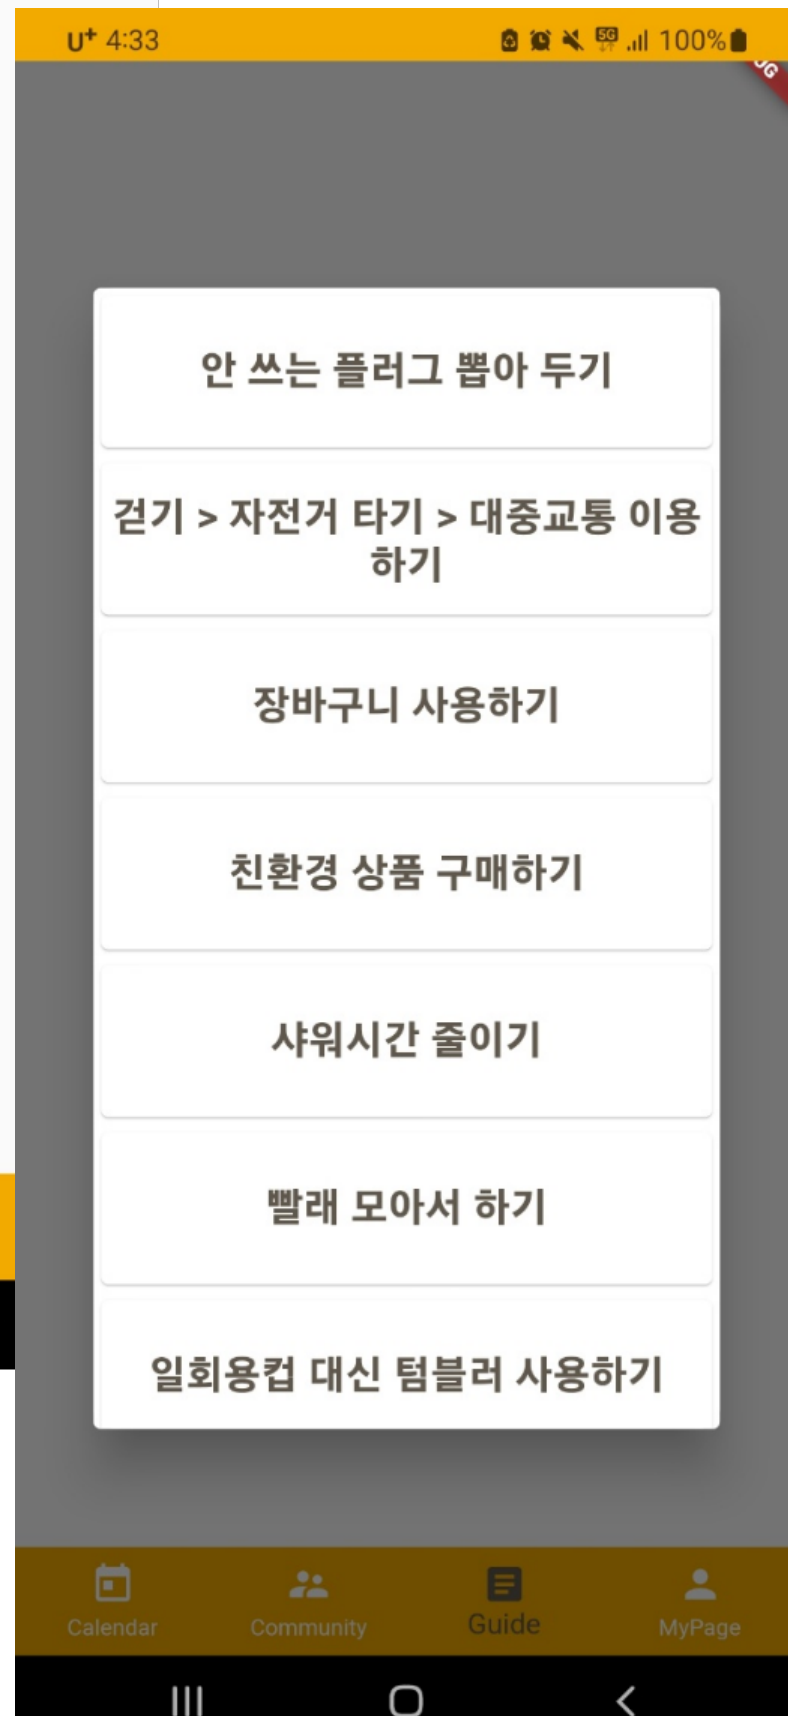 U+ 4:33
5G
100%
UG
안 쓰는 플러그 뽑아 두기
걷기 > 자전거 타기 > 대중교통 이용
하기
장바구니 사용하기
친환경 상품 구매하기
샤워시간 줄이기
빨래 모아서 하기
일회용컵 대신 텀블러 사용하기
Calendar
Community
Guide
MyPage